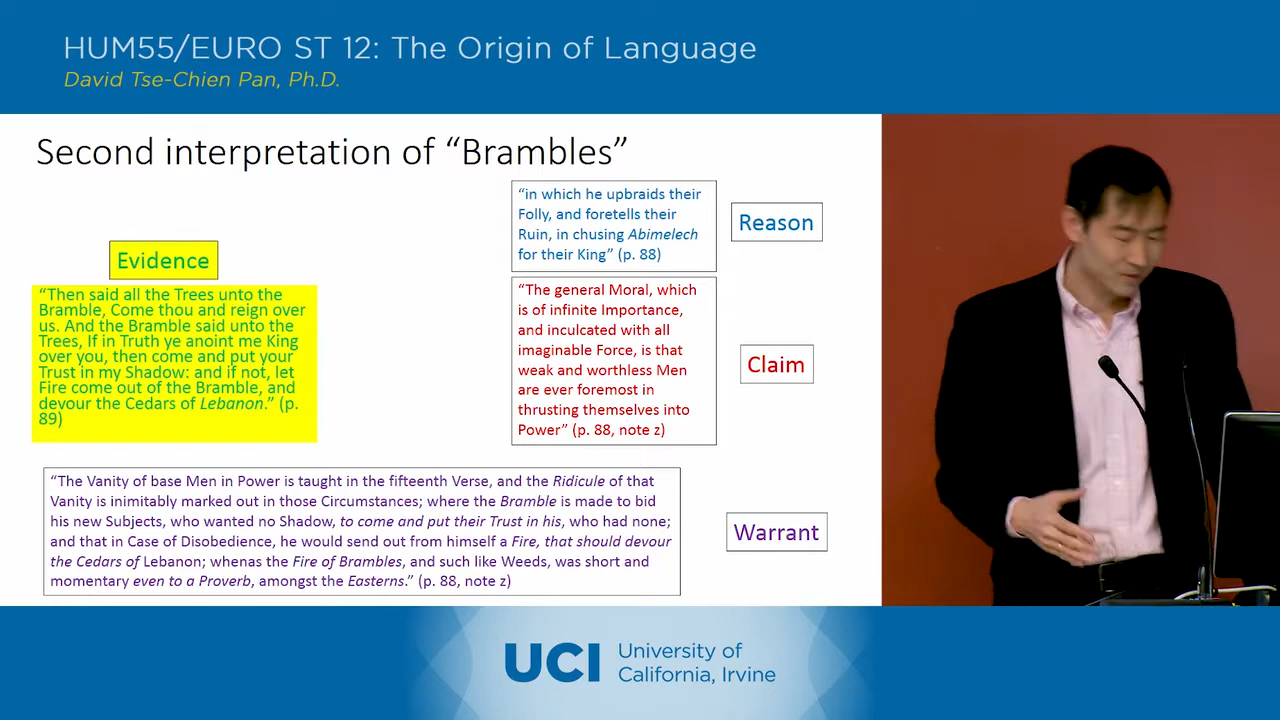 HUM55/EURO ST 12: The Origin of Language
David Tse-Chien Pan, Ph.D.
Second interpretation of “Brambles”
“in which he upbraids their
Folly, and foretells their
Ruin, in chusing Abimelech
for their King” (p. 88)
Reason
Evidence
“Then said all the Trees unto the
Bramble, Come thou and reign over
us. And the Bramble said unto the
Trees, If in Truth ye anoint me King
over you, then come and put your
Trust in my Shadow: and if not, let
Fire come out of the Bramble, and
devour the Cedars of Lebanon.” (p.
89)
“The general Moral, which
is of infinite Importance,
and inculcated with all
imaginable Force, is that
weak and worthless Men
are ever foremost in
thrusting themselves into
Power” (p. 88, note z)
Claim
“The Vanity of base Men in Power is taught in the fifteenth Verse, and the Ridicule of that
Vanity is inimitably marked out in those Circumstances; where the Bramble is made to bid
his new Subjects, who wanted no Shadow, to come and put their Trust in his, who had none;
and that in Case of Disobedience, he would send out from himself a Fire, that should devour
the Cedars of Lebanon; whenas the Fire of Brambles, and such like Weeds, was short and
momentary even to a Proverb, amongst the Easterns.” (p. 88, note z)
Warrant
UCI
University of
California, Irvine